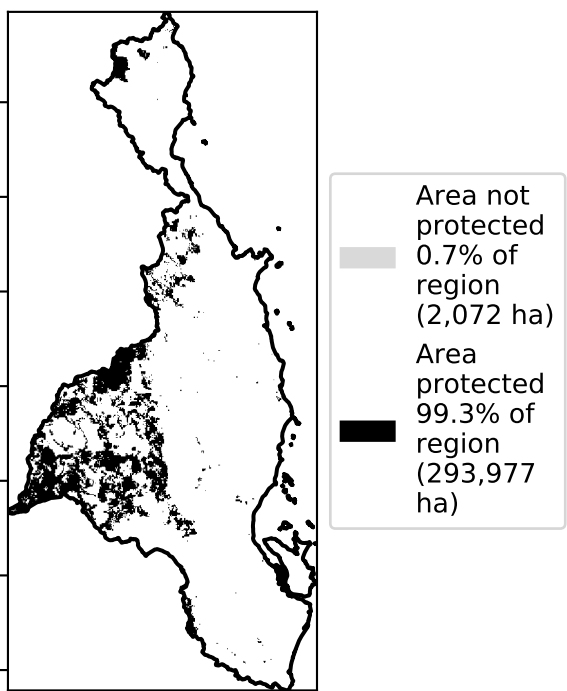 Area not
protected
0.7% of
region
(2,072 ha)
Area
protected
99.3% of
region
(293,977
ha)